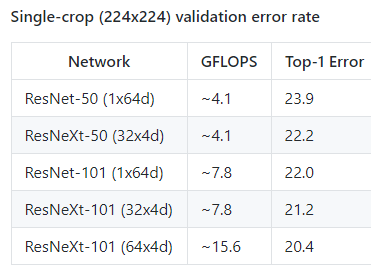 Single-crop (224x224) validation error rate
Network GFLOPS Top-1 Error
ResNet-50 (1x64d) ~4.1 23.9
ResNeXt-50 (32x4d) ~4.1 22.2
ResNet-101 (1x64d) ~7.8 22.0
ResNeXt-101 (32x4d) ~7.8 21.2
ResNeXt-101 (64x4d) ~15.6 20.4